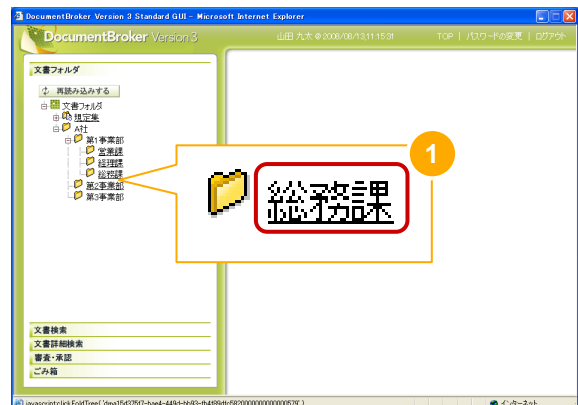 DocumentBroker Version 3 Standard GUI - Microsoft Internet Explorer
DocumentBroker Version 3
山田 九太 @ 2008/08/13,11:15:31
TOP | パスワードの変更 | ログアウト
文書フォルダ
再読み込みする
文書フォルダ
規定集
A社
第1事業部
営業課
経理課
総務課
第2事業部
第3事業部
1
総務課
文書検索
文書詳細検索
審査・承認
ごみ箱
インターネット